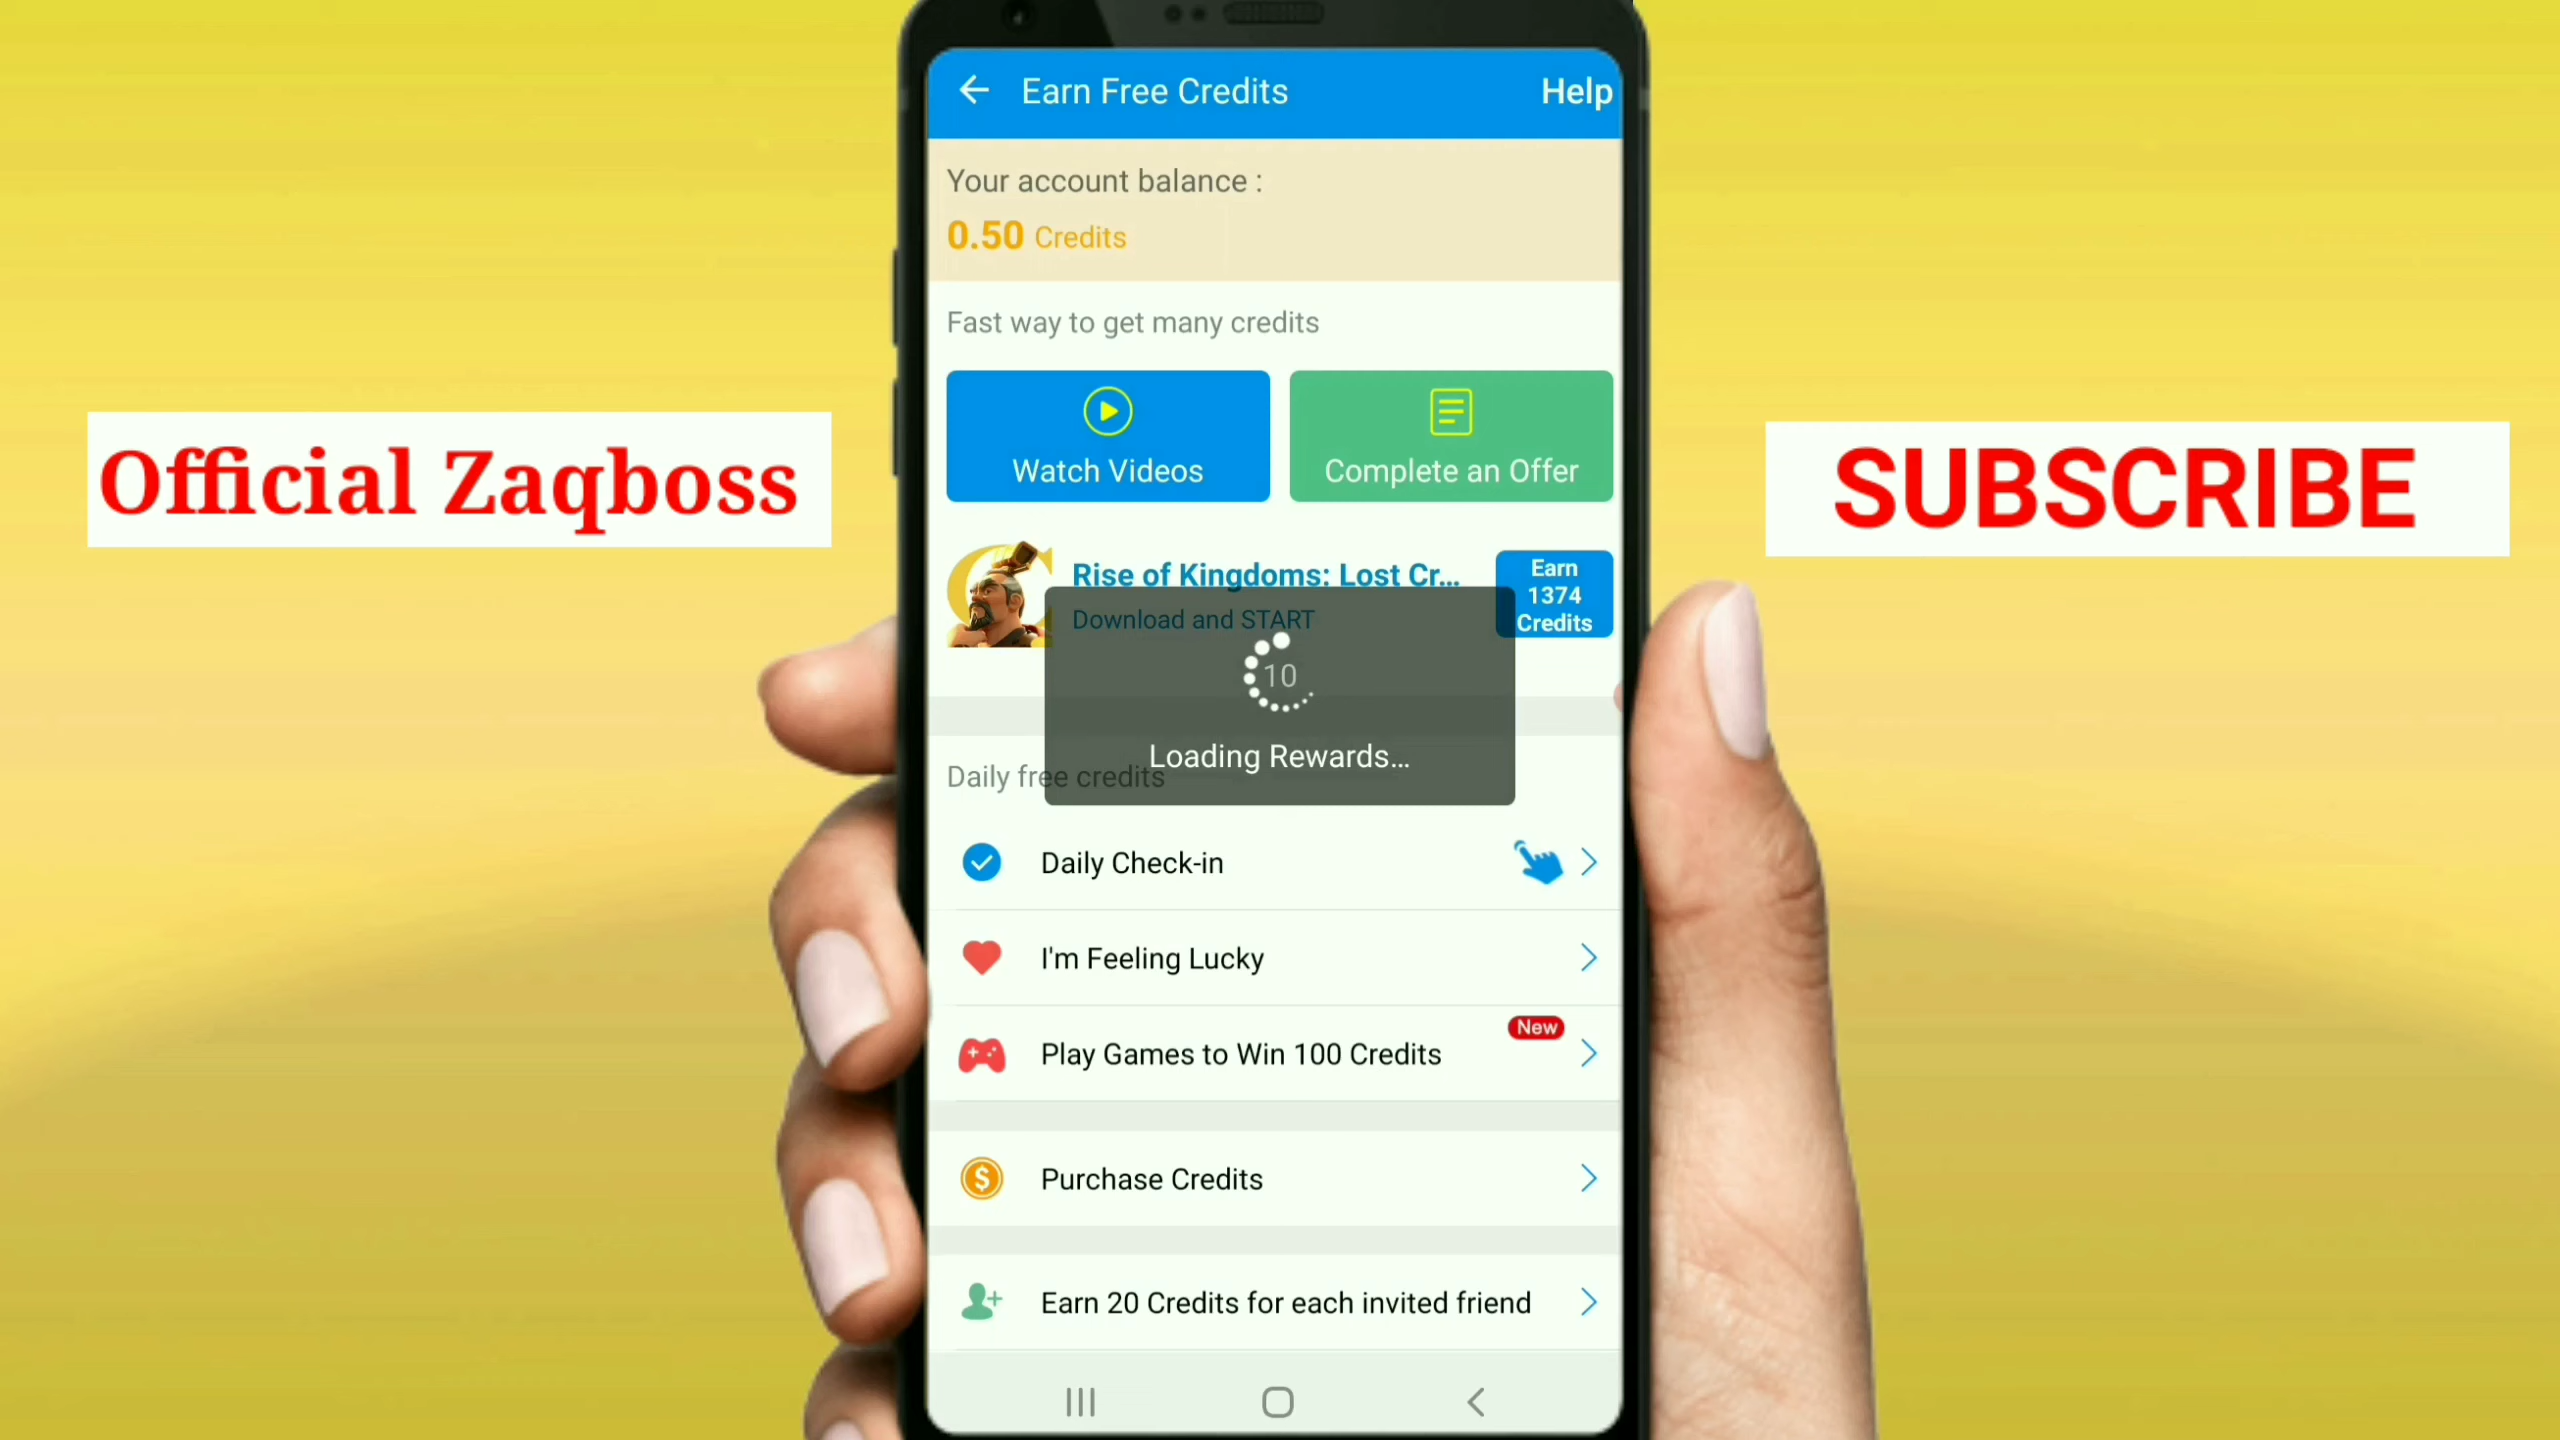 Earn Free Credits
Help
Your account balance :
0.50 Credits
Fast way to get many credits
Watch Videos
Complete an Offer
Official Zaqboss
SUBSCRIBE
Rise of Kingdoms: Lost Cr...
Download and START
Earn
1374
Credits
10
Loading Rewards...
Daily free credits
Daily Check-in
I'm Feeling Lucky
New
Play Games to Win 100 Credits
Purchase Credits
Earn 20 Credits for each invited friend